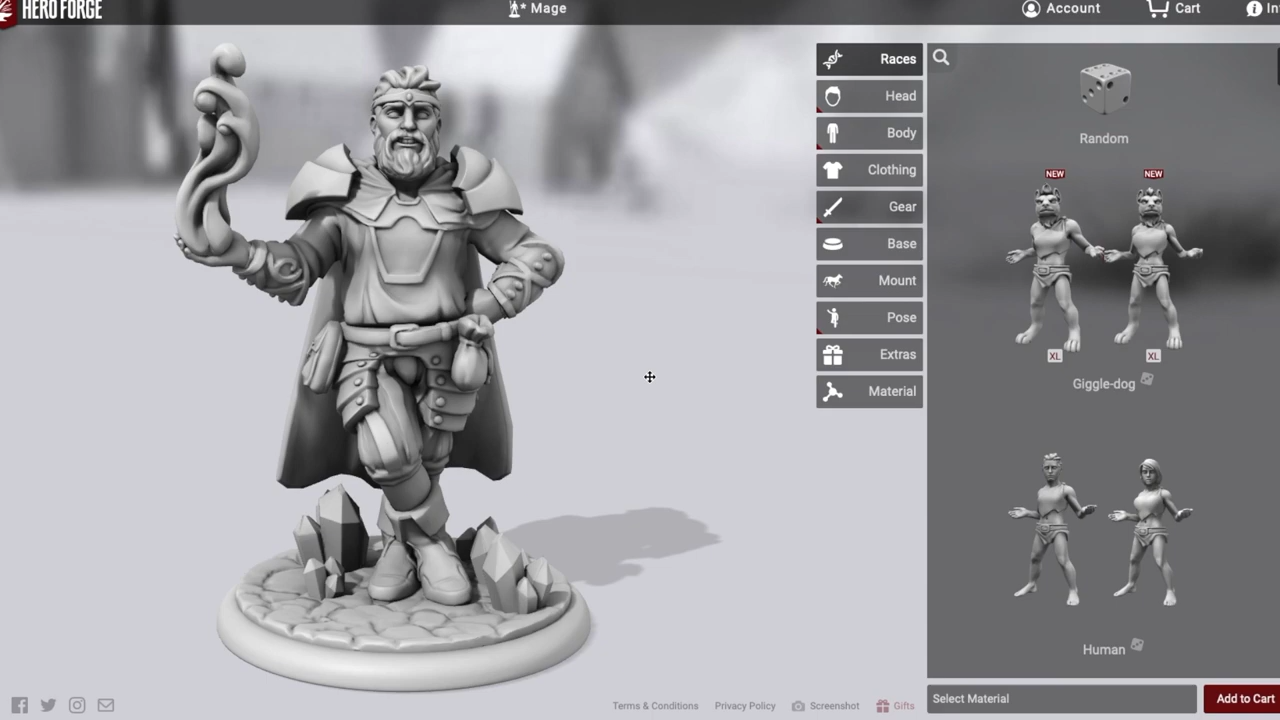 HERO FORGE
* Mage
Account
Cart
In
Races
Head
Body
Clothing
Gear
Base
Mount
Pose
Extras
Material
Random
NEW
NEW
XL
XL
Giggle-dog
Human
Select Material
Add to Cart
Terms & Conditions
Privacy Policy
Screenshot
Gifts